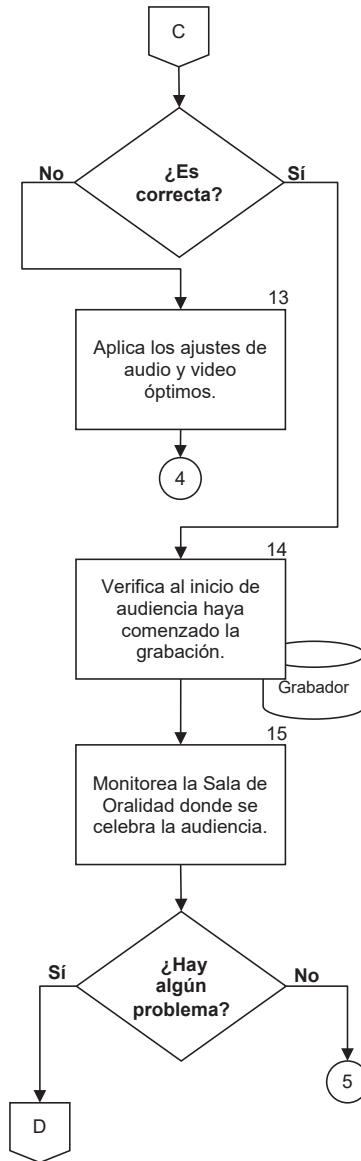 C
¿Es
correcta?
No
Sí
13
Aplica los ajustes de
audio y video
óptimos.
4
14
Verifica al inicio de
audiencia haya
comenzado la
grabación.
Grabador
15
Monitorea la Sala de
Oralidad donde se
celebra la audiencia.
¿Hay
algún
problema?
Sí
No
5
D